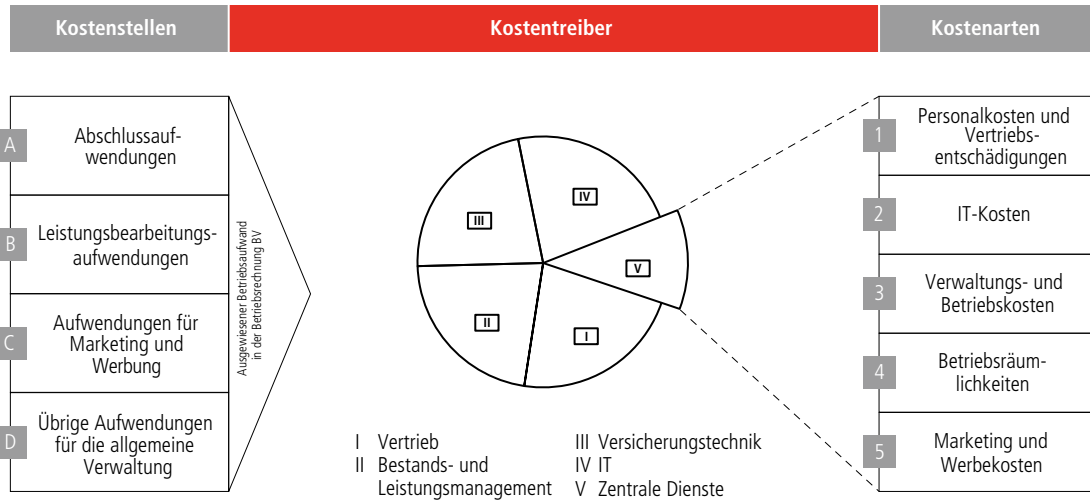 Kostenstellen
Kostentreiber
Kostenarten
A
Abschlussauf-
wendungen
B
Leistungsbearbeitungs-
aufwendungen
C
Aufwendungen für
Marketing und
Werbung
D
Übrige Aufwendungen
für die allgemeine
Verwaltung
Ausgewiesener Betriebsaufwand
in der Betriebsrechnung BV
III
IV
V
II
I
I Vertrieb
II Bestands- und
Leistungsmanagement
III Versicherungstechnik
IV IT
V Zentrale Dienste
1
Personalkosten und
Vertriebs-
entschädigungen
2
IT-Kosten
3
Verwaltungs- und
Betriebskosten
4
Betriebsräum-
lichkeiten
5
Marketing und
Werbekosten